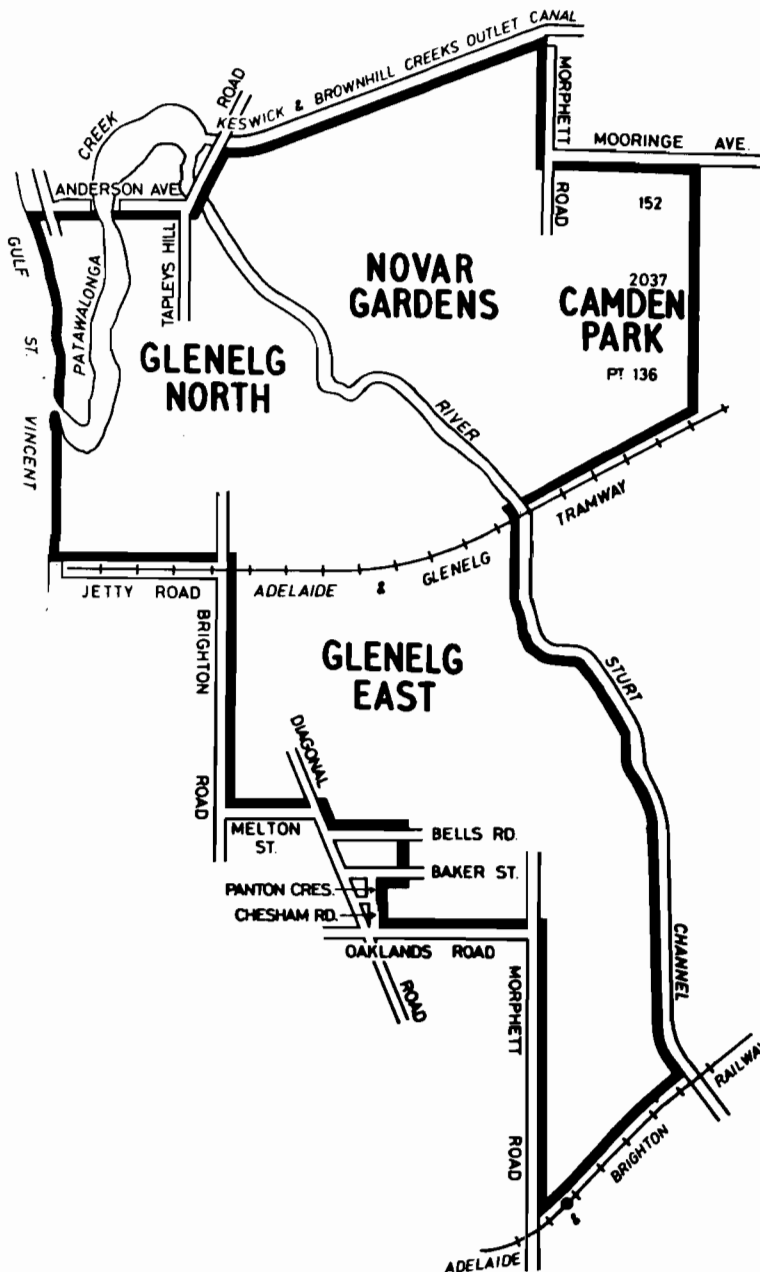 KESWICK & BROWNHILL CREEKS OUTLET CANAL
ROAD
MORPHETT
ROAD
MOORINGE AVE.
CREEK
ANDERSON AVE.
152
GULF
ST.
VINCENT
PATAWALONGA
TAPLEYS HILL
NOVAR
GARDENS
2037
CAMDEN
PARK
PT 136
GLENELG
NORTH
RIVER
TRAMWAY
GLENELG
&
ADELAIDE
JETTY ROAD
BRIGHTON
ROAD
GLENELG
EAST
STURT
DIAGONAL
MELTON
ST.
BELLS RD.
BAKER ST.
PANTON CRES.
CHESHAM RD.
OAKLANDS ROAD
ROAD
MORPHETT
ROAD
CHANNEL
RAILWAY
BRIGHTON
&
ADELAIDE